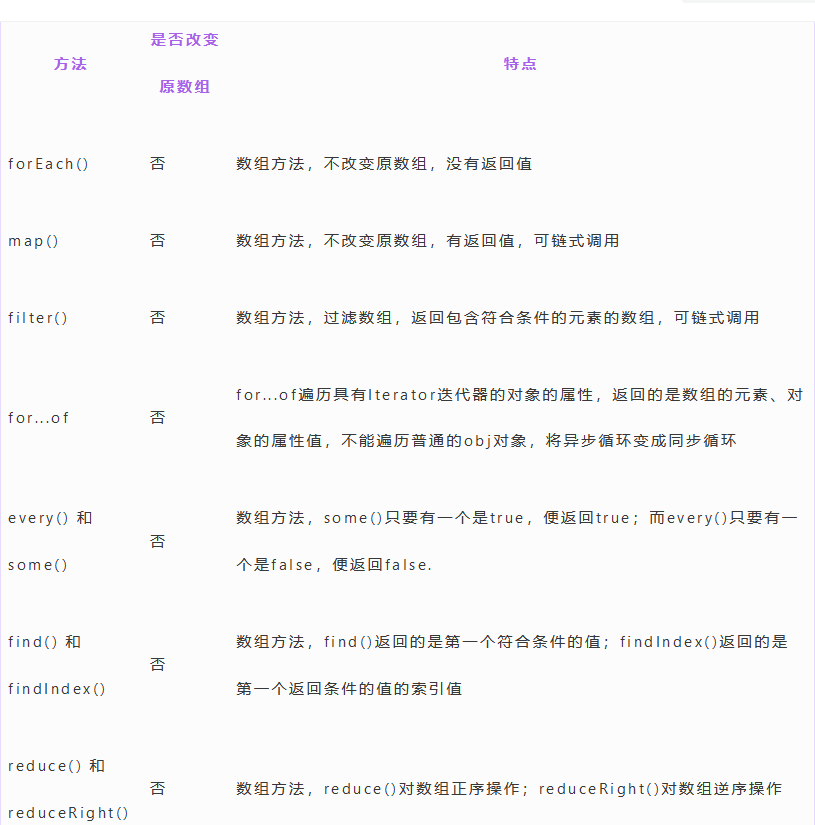 方法
是否改变
原数组
特点
forEach()
否
数组方法，不改变原数组，没有返回值
map()
否
数组方法，不改变原数组，有返回值，可链式调用
filter()
否
数组方法，过滤数组，返回包含符合条件的元素的数组，可链式调用
for...of
否
for...of遍历具有Iterator迭代器的对象的属性，返回的是数组的元素、对
象的属性值，不能遍历普通的obj对象，将异步循环变成同步循环
every() 和
some()
否
数组方法，some()只要有一个是true，便返回true；而every()只要有一
个是false，便返回false.
find() 和
findIndex()
否
数组方法，find()返回的是第一个符合条件的值；findIndex()返回的是
第一个返回条件的值的索引值
reduce() 和
reduceRight()
否
数组方法，reduce()对数组正序操作；reduceRight()对数组逆序操作